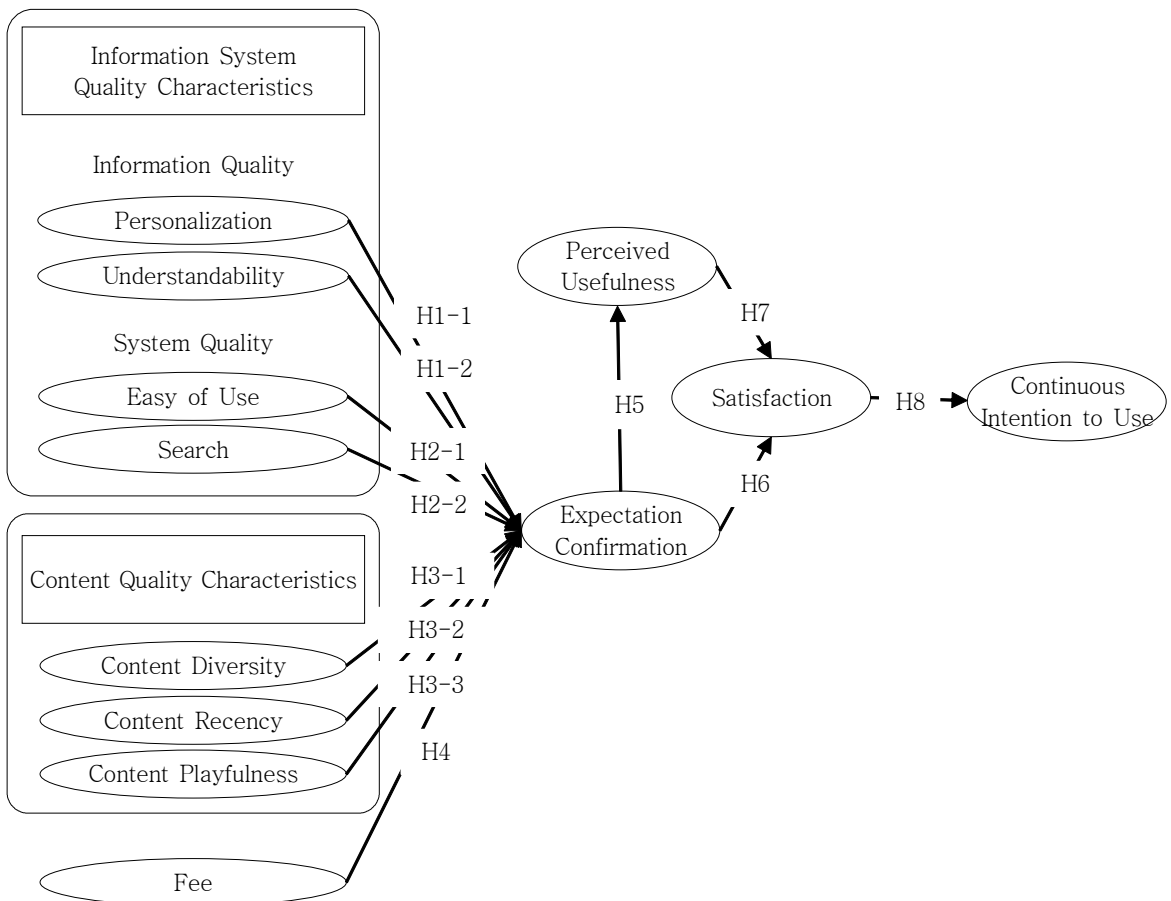 Information System
Quality Characteristics
Information Quality
Personalization
Understandability
System Quality
Easy of Use
Search
Content Quality Characteristics
Content Diversity
Content Recency
Content Playfulness
Fee
H1-1
H1-2
H2-1
H2-2
H3-1
H3-2
H3-3
H4
Perceived
Usefulness
H5
Expectation
Confirmation
H7
H6
Satisfaction
H8
Continuous
Intention to Use